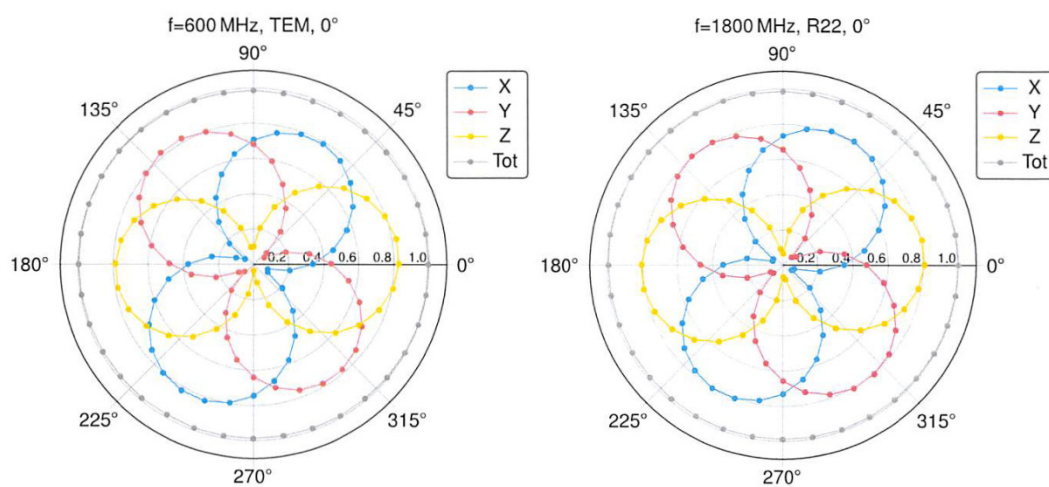 f=600 MHz, TEM, 0°
90°
135°
45°
180°
0.2 0.4 0.6 0.8 1.0
0°
225°
315°
270°
X
Y
Z
Tot
f=1800 MHz, R22, 0°
90°
135°
45°
180°
0.2 0.4 0.6 0.8 1.0
0°
225°
315°
270°
X
Y
Z
Tot